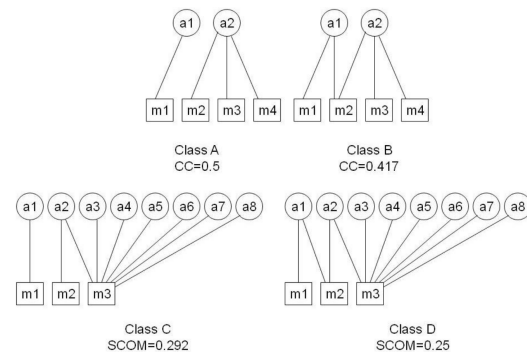 a1 a2
m1 m2 m3 m4
Class A
CC=0.5
a1 a2
m1 m2 m3 m4
Class B
CC=0.417
a1 a2 a3 a4 a5 a6 a7 a8
m1 m2 m3
Class C
SCOM=0.292
a1 a2 a3 a4 a5 a6 a7 a8
m1 m2 m3
Class D
SCOM=0.25